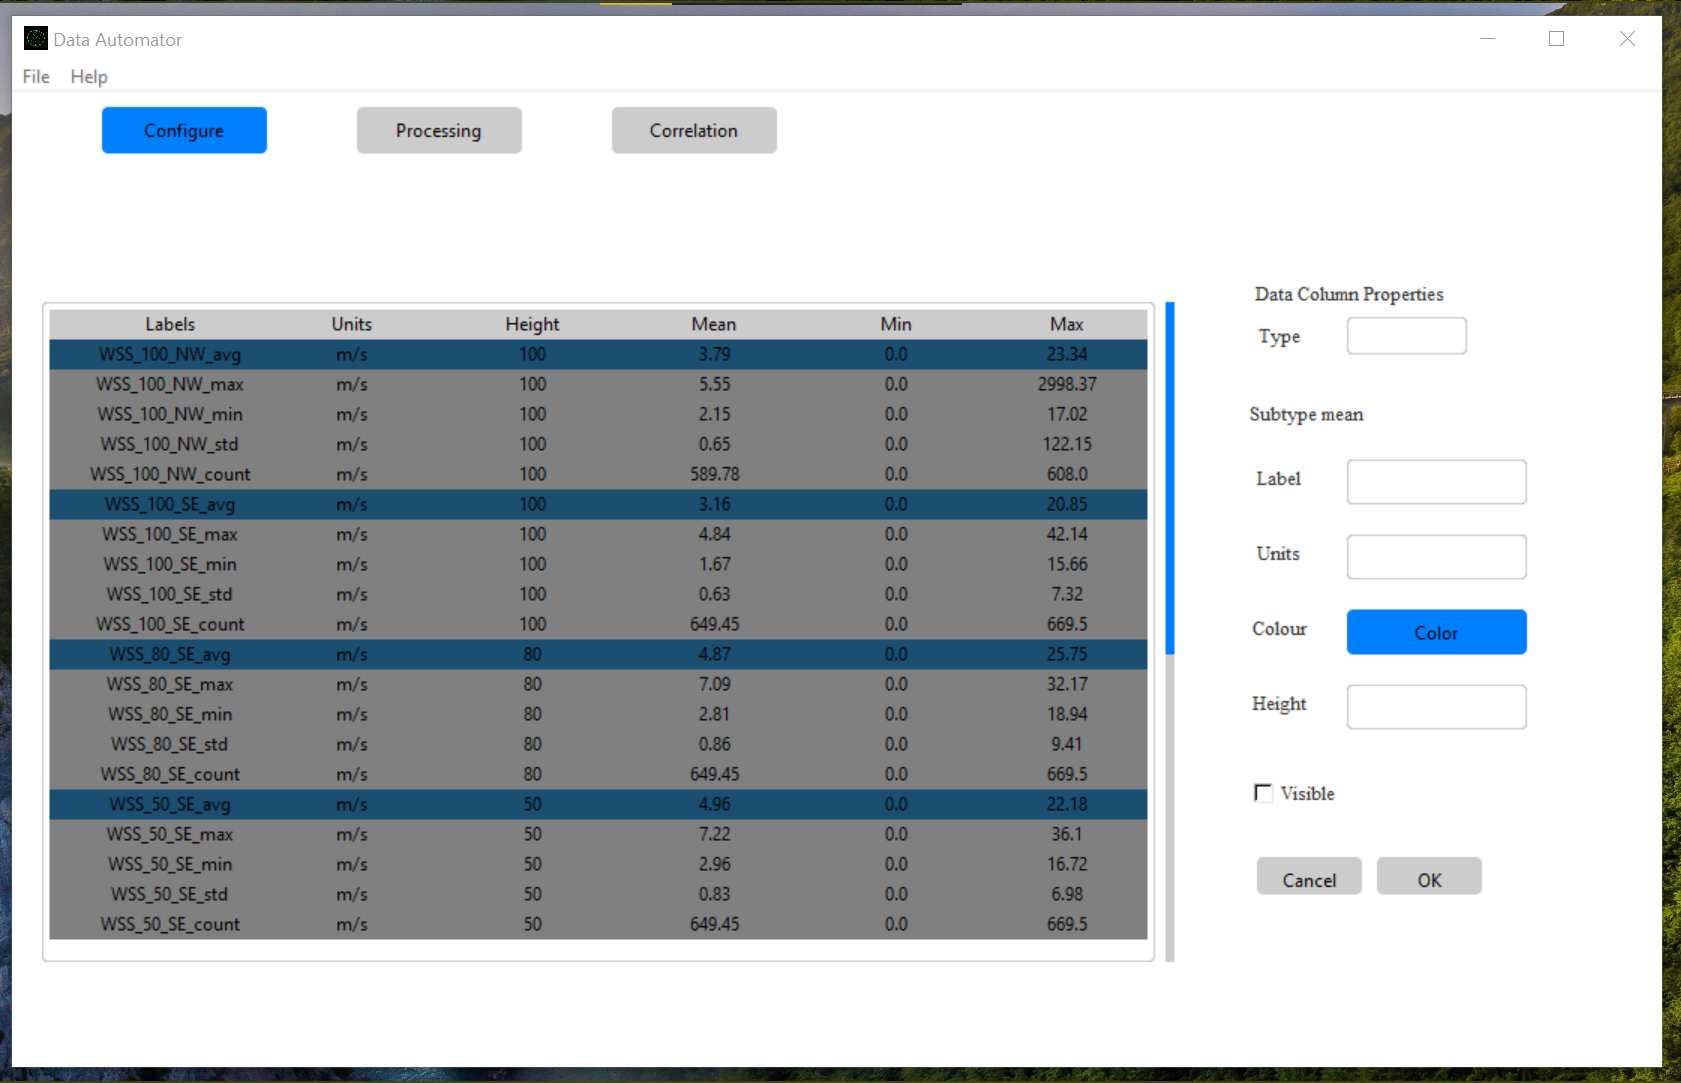 Data Automator
File Help
Configure Processing Correlation
Data Column Properties
Labels Units Height Mean Min Max
Type
WSS_100_NW_avg m/s 100 3.79 0.0 23.34
WSS_100_NW_max m/s 100 5.55 0.0 2998.37
WSS_100_NW_min m/s 100 2.15 0.0 17.02
Subtype mean
WSS_100_NW_std m/s 100 0.65 0.0 122.15
WSS_100_NW_count m/s 100 589.78 0.0 608.0
Label
WSS_100_SE_avg m/s 100 3.16 0.0 20.85
WSS_100_SE_max m/s 100 4.84 0.0 42.14
Units
WSS_100_SE_min m/s 100 1.67 0.0 15.66
WSS_100_SE_std m/s 100 0.63 0.0 7.32
WSS_100_SE_count m/s 100 649.45 0.0 669.5
Colour Color
WSS_80_SE_avg m/s 80 4.87 0.0 25.75
WSS_80_SE_max m/s 80 7.09 0.0 32.17
Height
WSS_80_SE_min m/s 80 2.81 0.0 18.94
WSS_80_SE_std m/s 80 0.86 0.0 9.41
WSS_80_SE_count m/s 80 649.45 0.0 669.5
Visible
WSS_50_SE_avg m/s 50 4.96 0.0 22.18
WSS_50_SE_max m/s 50 7.22 0.0 36.1
WSS_50_SE_min m/s 50 2.96 0.0 16.72
Cancel OK
WSS_50_SE_std m/s 50 0.83 0.0 6.98
WSS_50_SE_count m/s 50 649.45 0.0 669.5